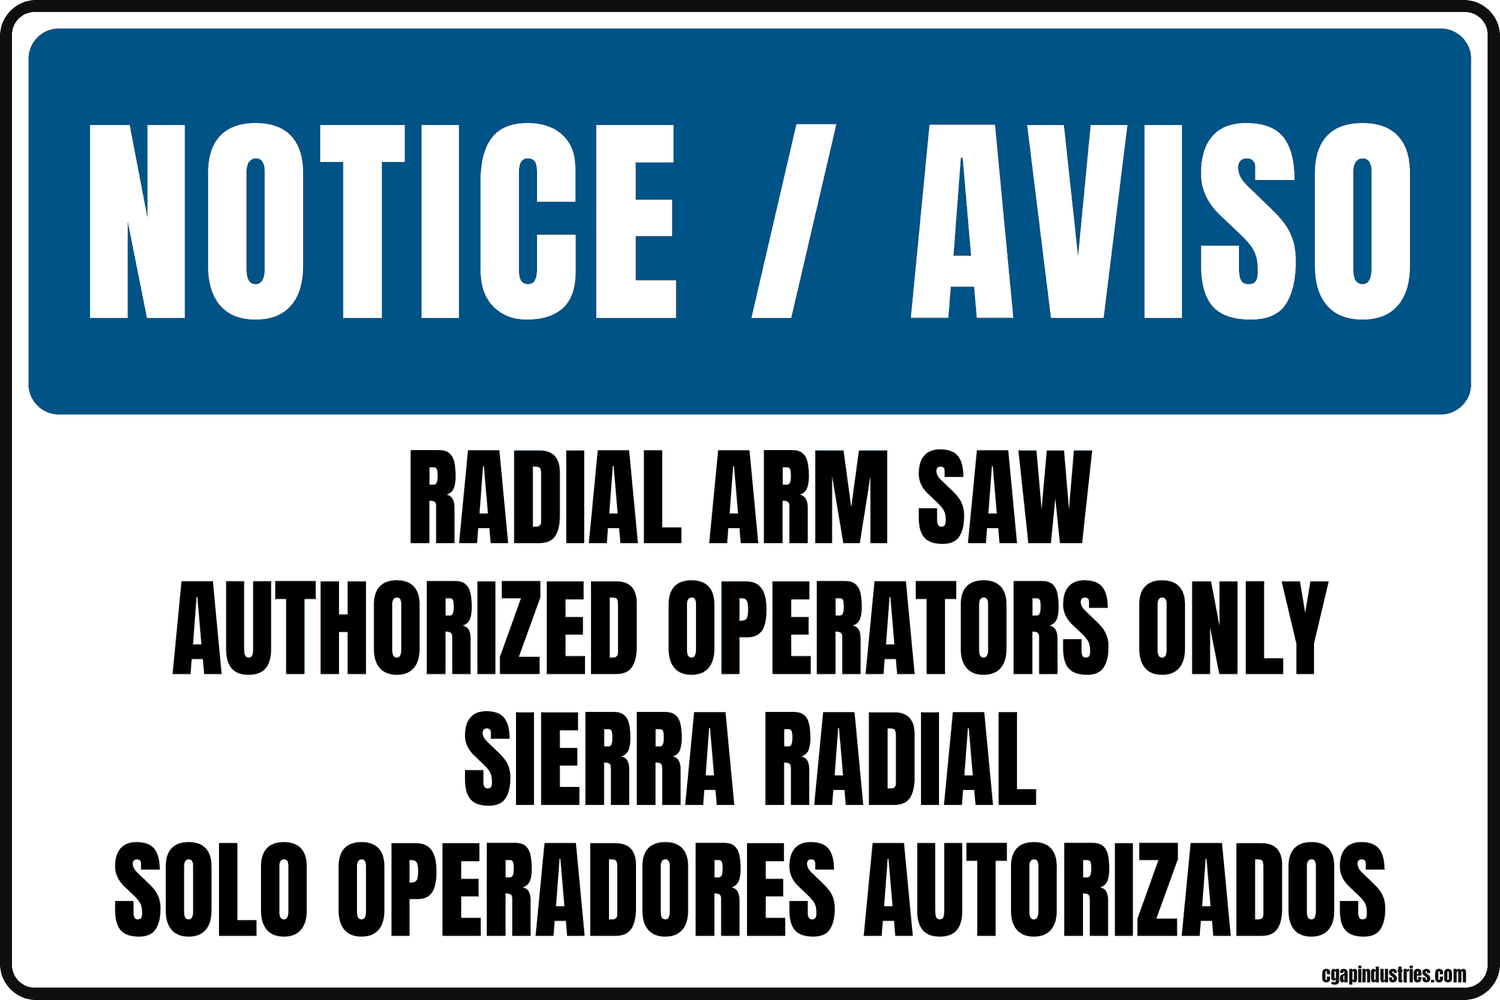 NOTICE / AVISO
RADIAL ARM SAW
AUTHORIZED OPERATORS ONLY
SIERRA RADIAL
SOLO OPERADORES AUTORIZADOS
cgapindustries.com